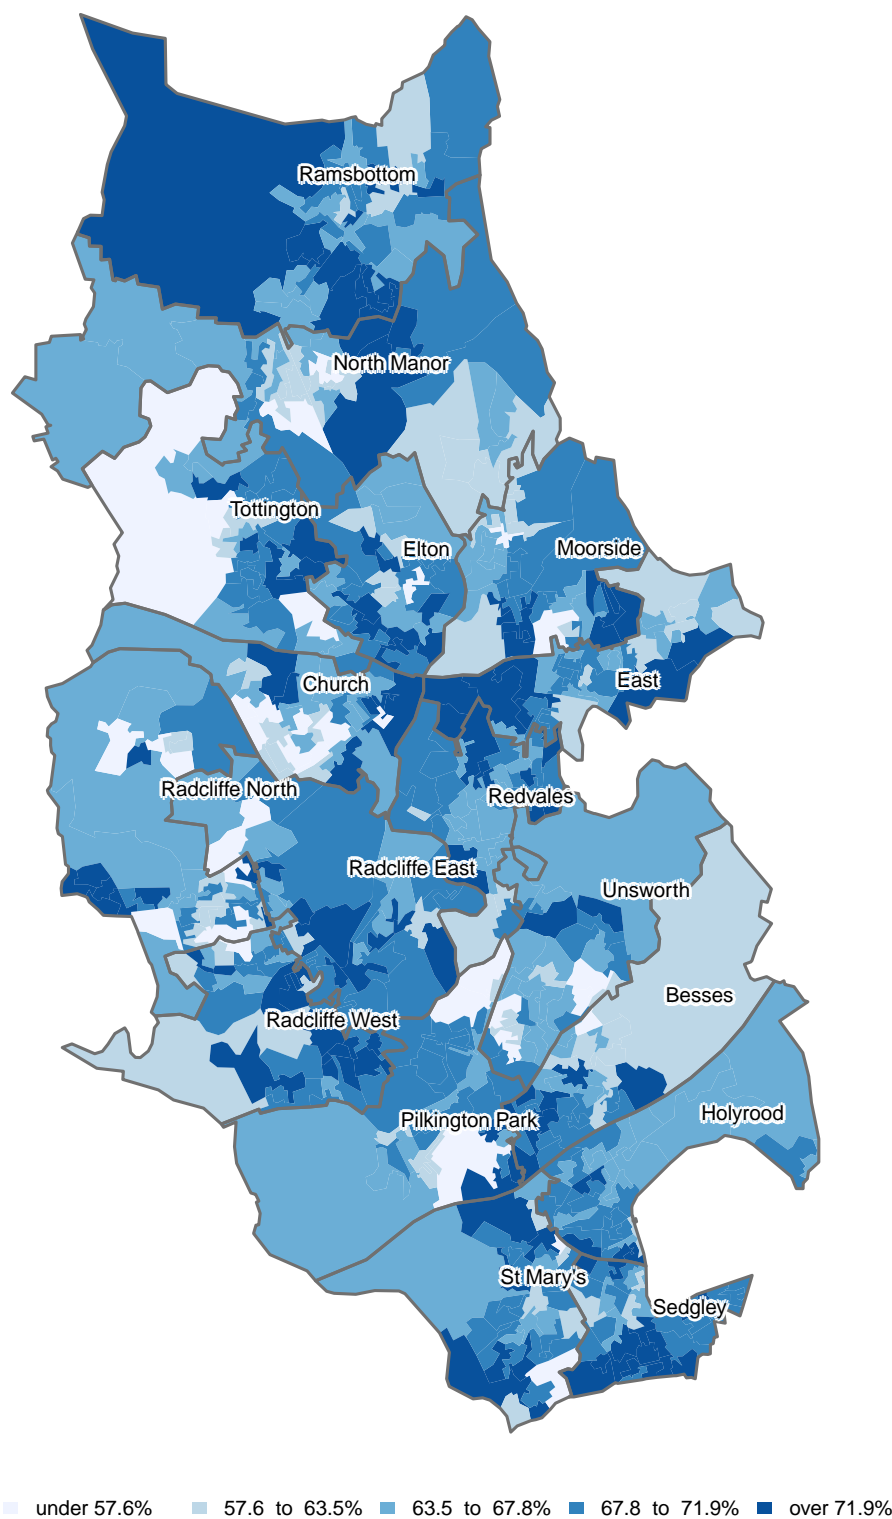 Ramsbottom
North Manor
Tottington
Elton
Moorside
Church
East
Radcliffe North
Redvales
Radcliffe East
Unsworth
Besses
Radcliffe West
Pilkington Park
Holyrood
St Mary's
Sedgley
under 57.6% 57.6 to 63.5% 63.5 to 67.8% 67.8 to 71.9% over 71.9%